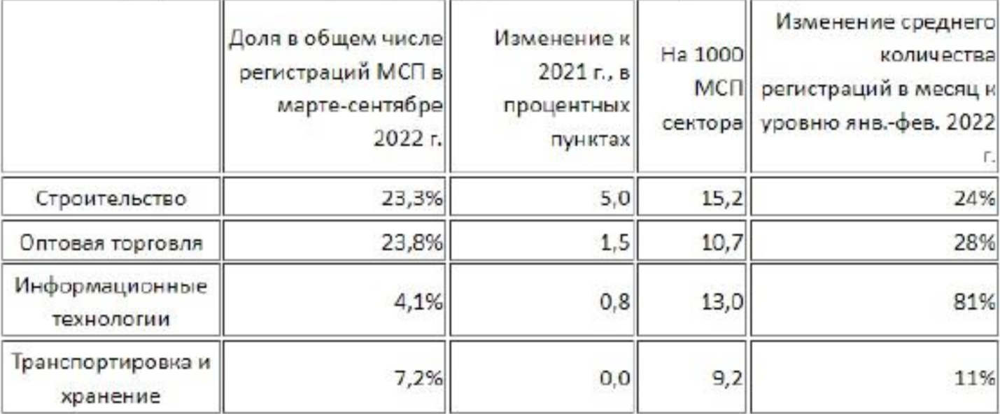 Доля в общем числе
регистраций МСП в
марте-сентябре
2022 г.
Изменение к
2021 г., в
процентных
пунктах
На 1000
МСП
сектора
Изменение среднего
количества
регистраций в месяц к
уровню янв.-фев. 2022
г.
Строительство 23,3% 5,0 15,2 24%
Оптовая торговля 23,8% 1,5 10,7 28%
Информационные
технологии 4,1% 0,8 13,0 81%
Транспортировка и
хранение 7,2% 0,0 9,2 11%